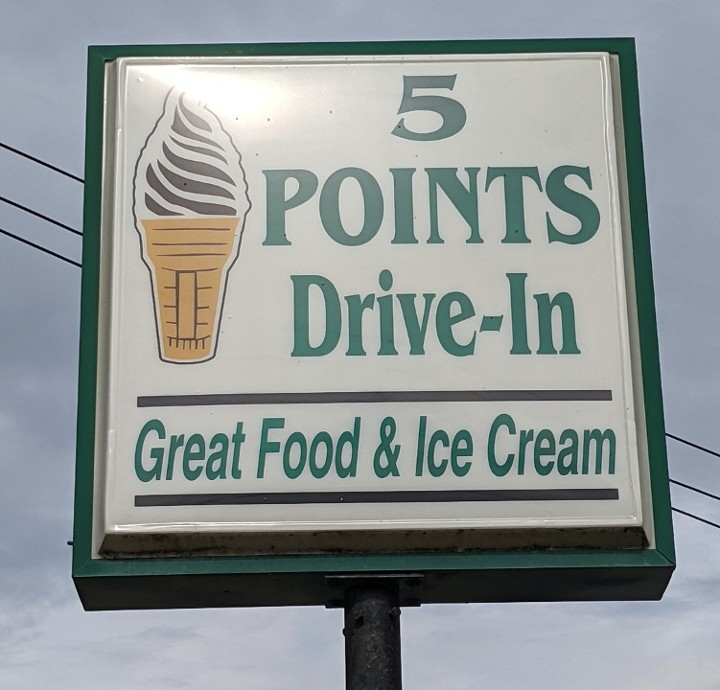 5
POINTS
Drive-In
Great Food & Ice Cream